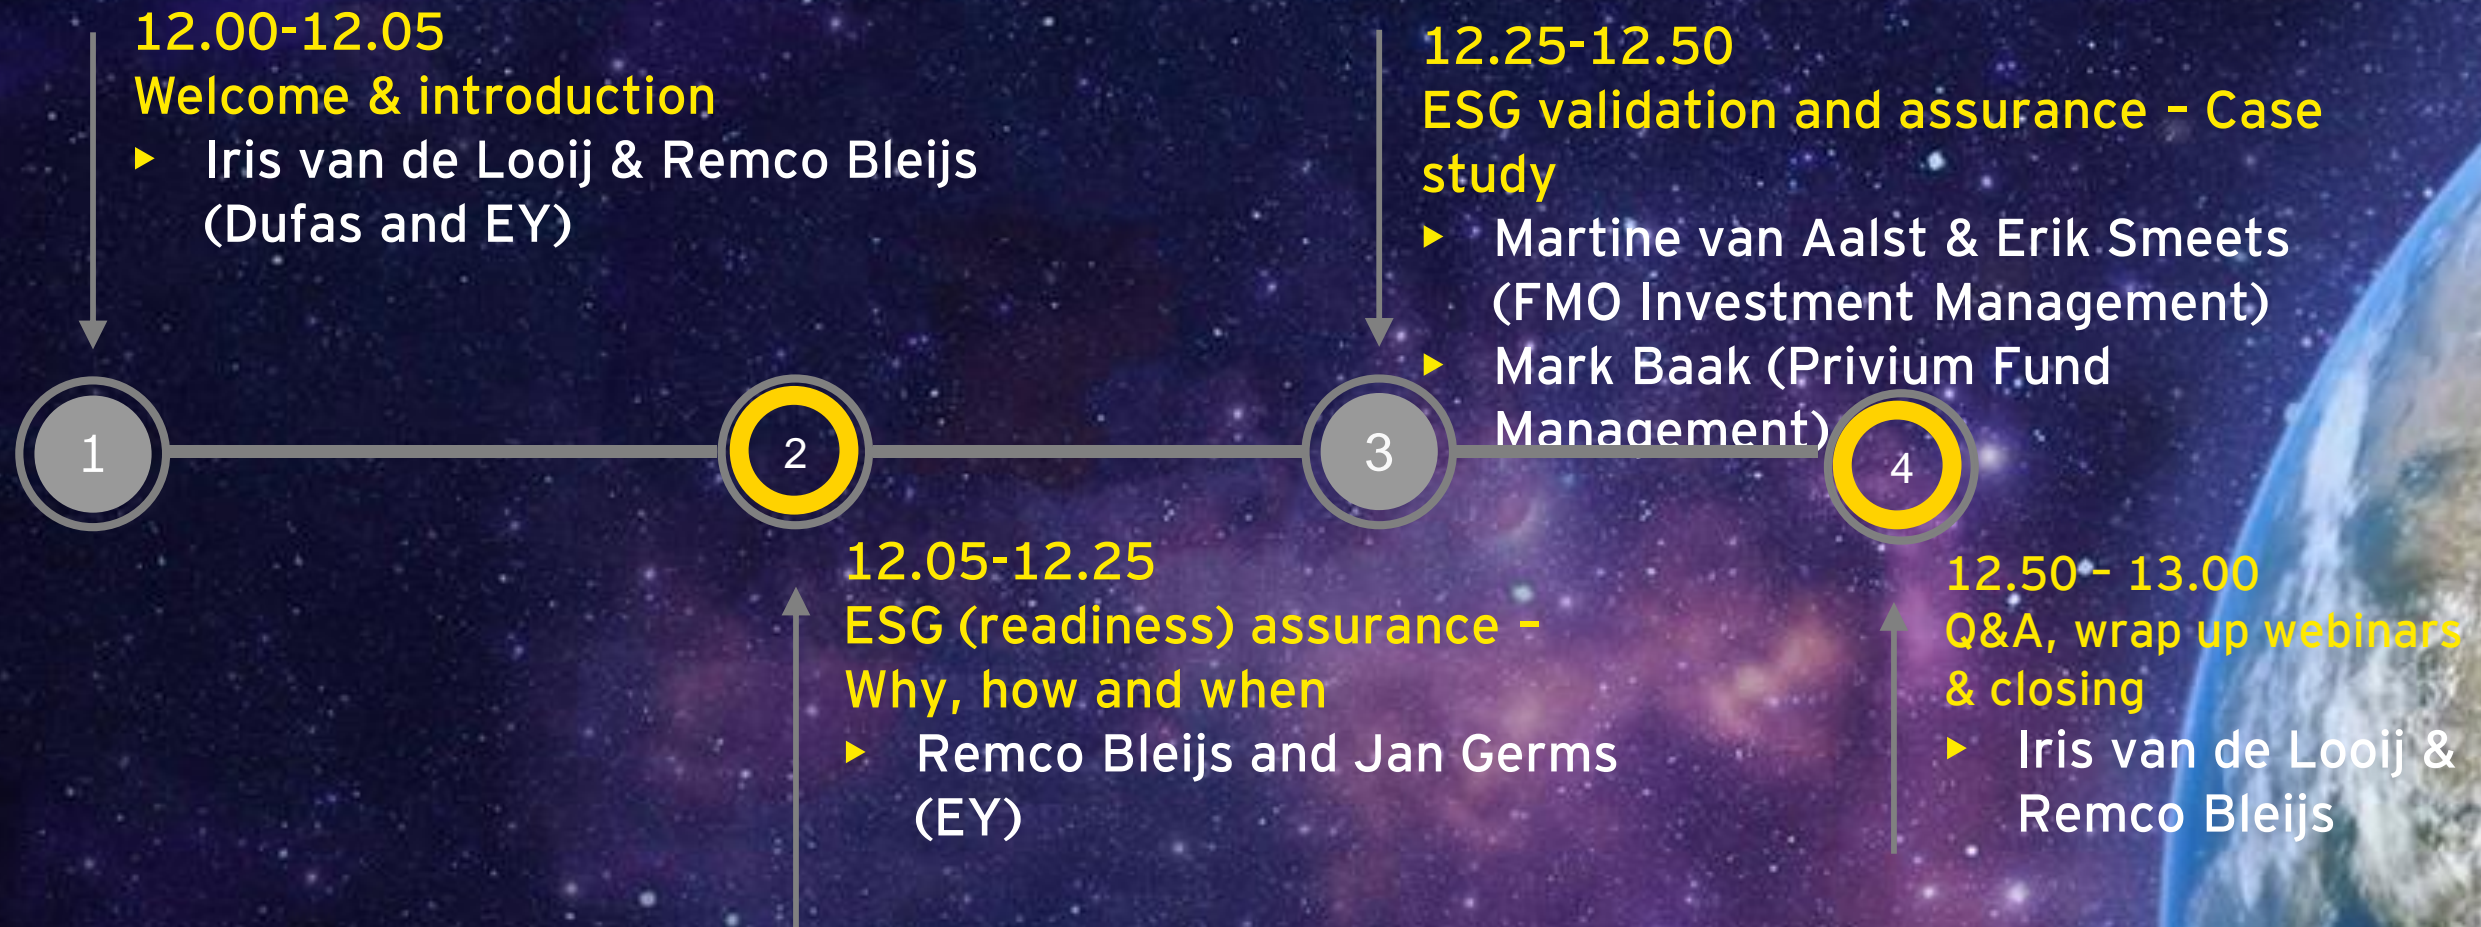 12.00-12.05
Welcome & introduction
► Iris van de Looij & Remco Bleijs
(Dufas and EY)
1
2
12.05-12.25
ESG (readiness) assurance –
Why, how and when
► Remco Bleijs and Jan Germs
(EY)
12.25-12.50
ESG validation and assurance – Case
study
► Martine van Aalst & Erik Smeets
(FMO Investment Management)
► Mark Baak (Privium Fund
Management)
3
4
12.50 – 13.00
Q&A, wrap up webinars
& closing
► Iris van de Looij &
Remco Bleijs